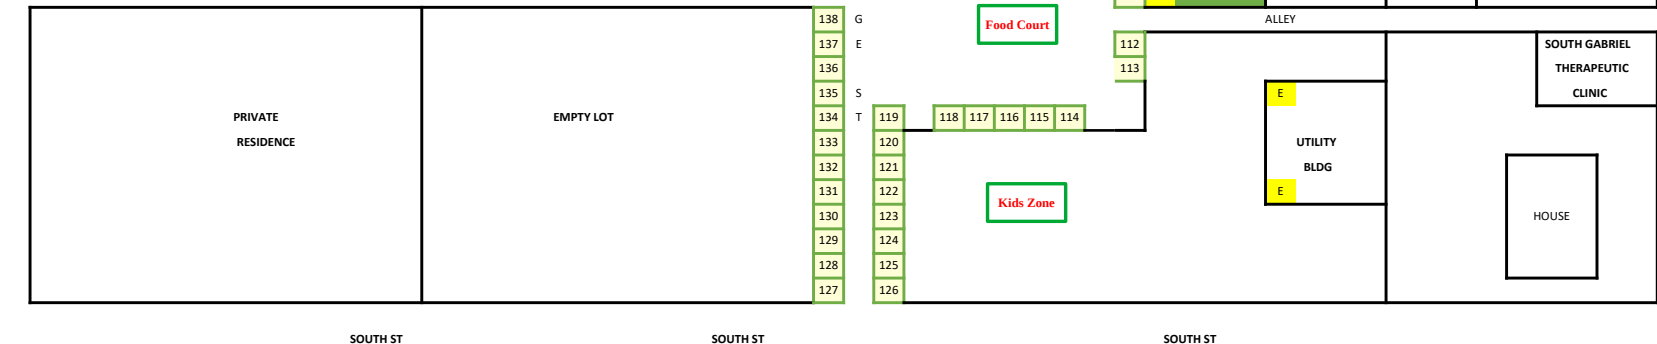 138 G Food Court ALLEY
137 E 112 SOUTH GABRIEL
136 113 THERAPEUTIC
135 S E CLINIC
PRIVATE EMPTY LOT 134 T 119 118 117 116 115 114
RESIDENCE 133 120 UTILITY
132 121 BLDG
131 122 Kids Zone E
130 123 HOUSE
129 124
128 125
127 126
SOUTH ST SOUTH ST SOUTH ST